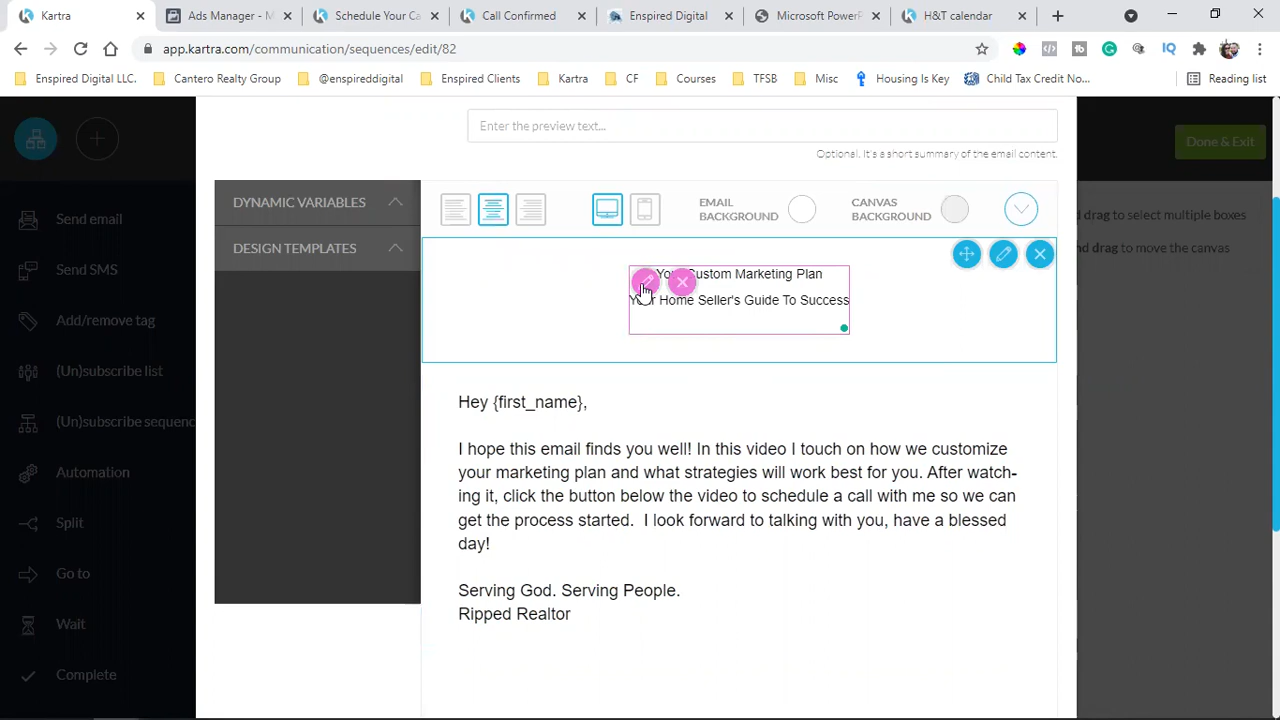 Kartra
Ads Manager - M
Schedule Your Ca
Call Confirmed
Enspired Digital
Microsoft PowerP
H&T calendar
app.kartra.com/communication/sequences/edit/82
Enspired Digital LLC.
Cantero Realty Group
@enspireddigital
Enspired Clients
Kartra
CF
Courses
TFSB
Misc
Housing Is Key
Child Tax Credit No...
Reading list
Enter the preview text...
Optional. It's a short summary of the email content.
Done & Exit
DYNAMIC VARIABLES
DESIGN TEMPLATES
EMAIL
BACKGROUND
CANVAS
BACKGROUND
drag to select multiple boxes
drag to move the canvas
Send email
Send SMS
Add/remove tag
(Un)subscribe list
(Un)subscribe sequenc
Automation
Split
Go to
Wait
Complete
Your Custom Marketing Plan
Your Home Seller's Guide To Success
Hey {first_name},
I hope this email finds you well! In this video I touch on how we customize
your marketing plan and what strategies will work best for you. After watch-
ing it, click the button below the video to schedule a call with me so we can
get the process started.  I look forward to talking with you, have a blessed
day!
Serving God. Serving People.
Ripped Realtor